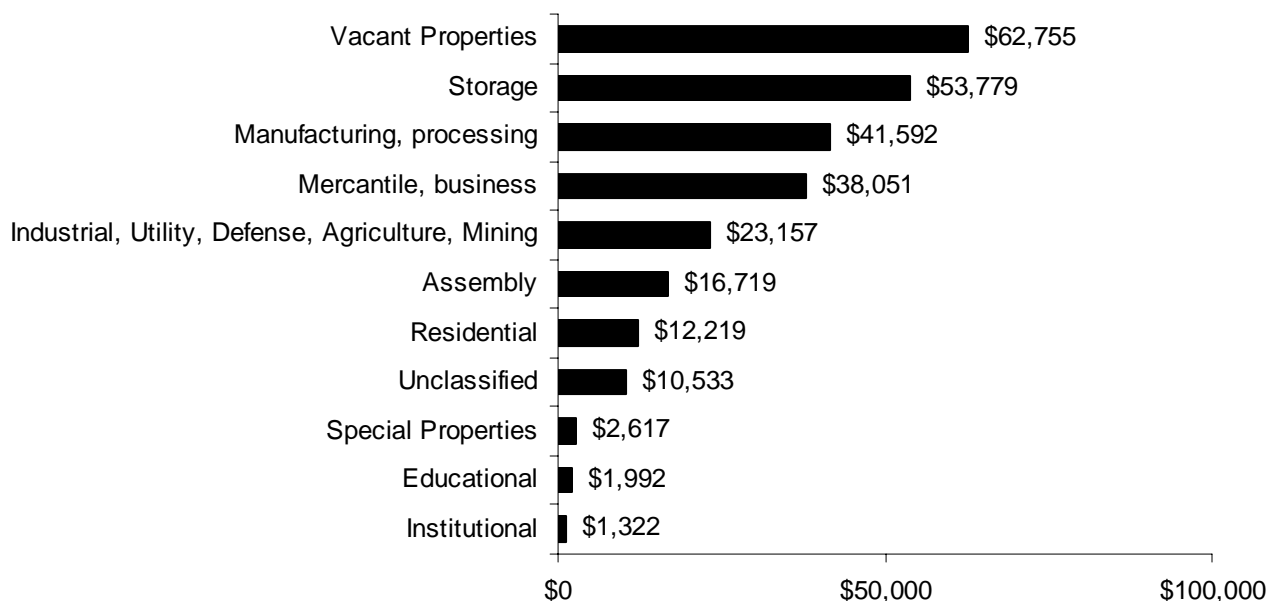 Vacant Properties $62,755
Storage $53,779
Manufacturing, processing $41,592
Mercantile, business $38,051
Industrial, Utility, Defense, Agriculture, Mining $23,157
Assembly $16,719
Residential $12,219
Unclassified $10,533
Special Properties $2,617
Educational $1,992
Institutional $1,322
$0 $50,000 $100,000